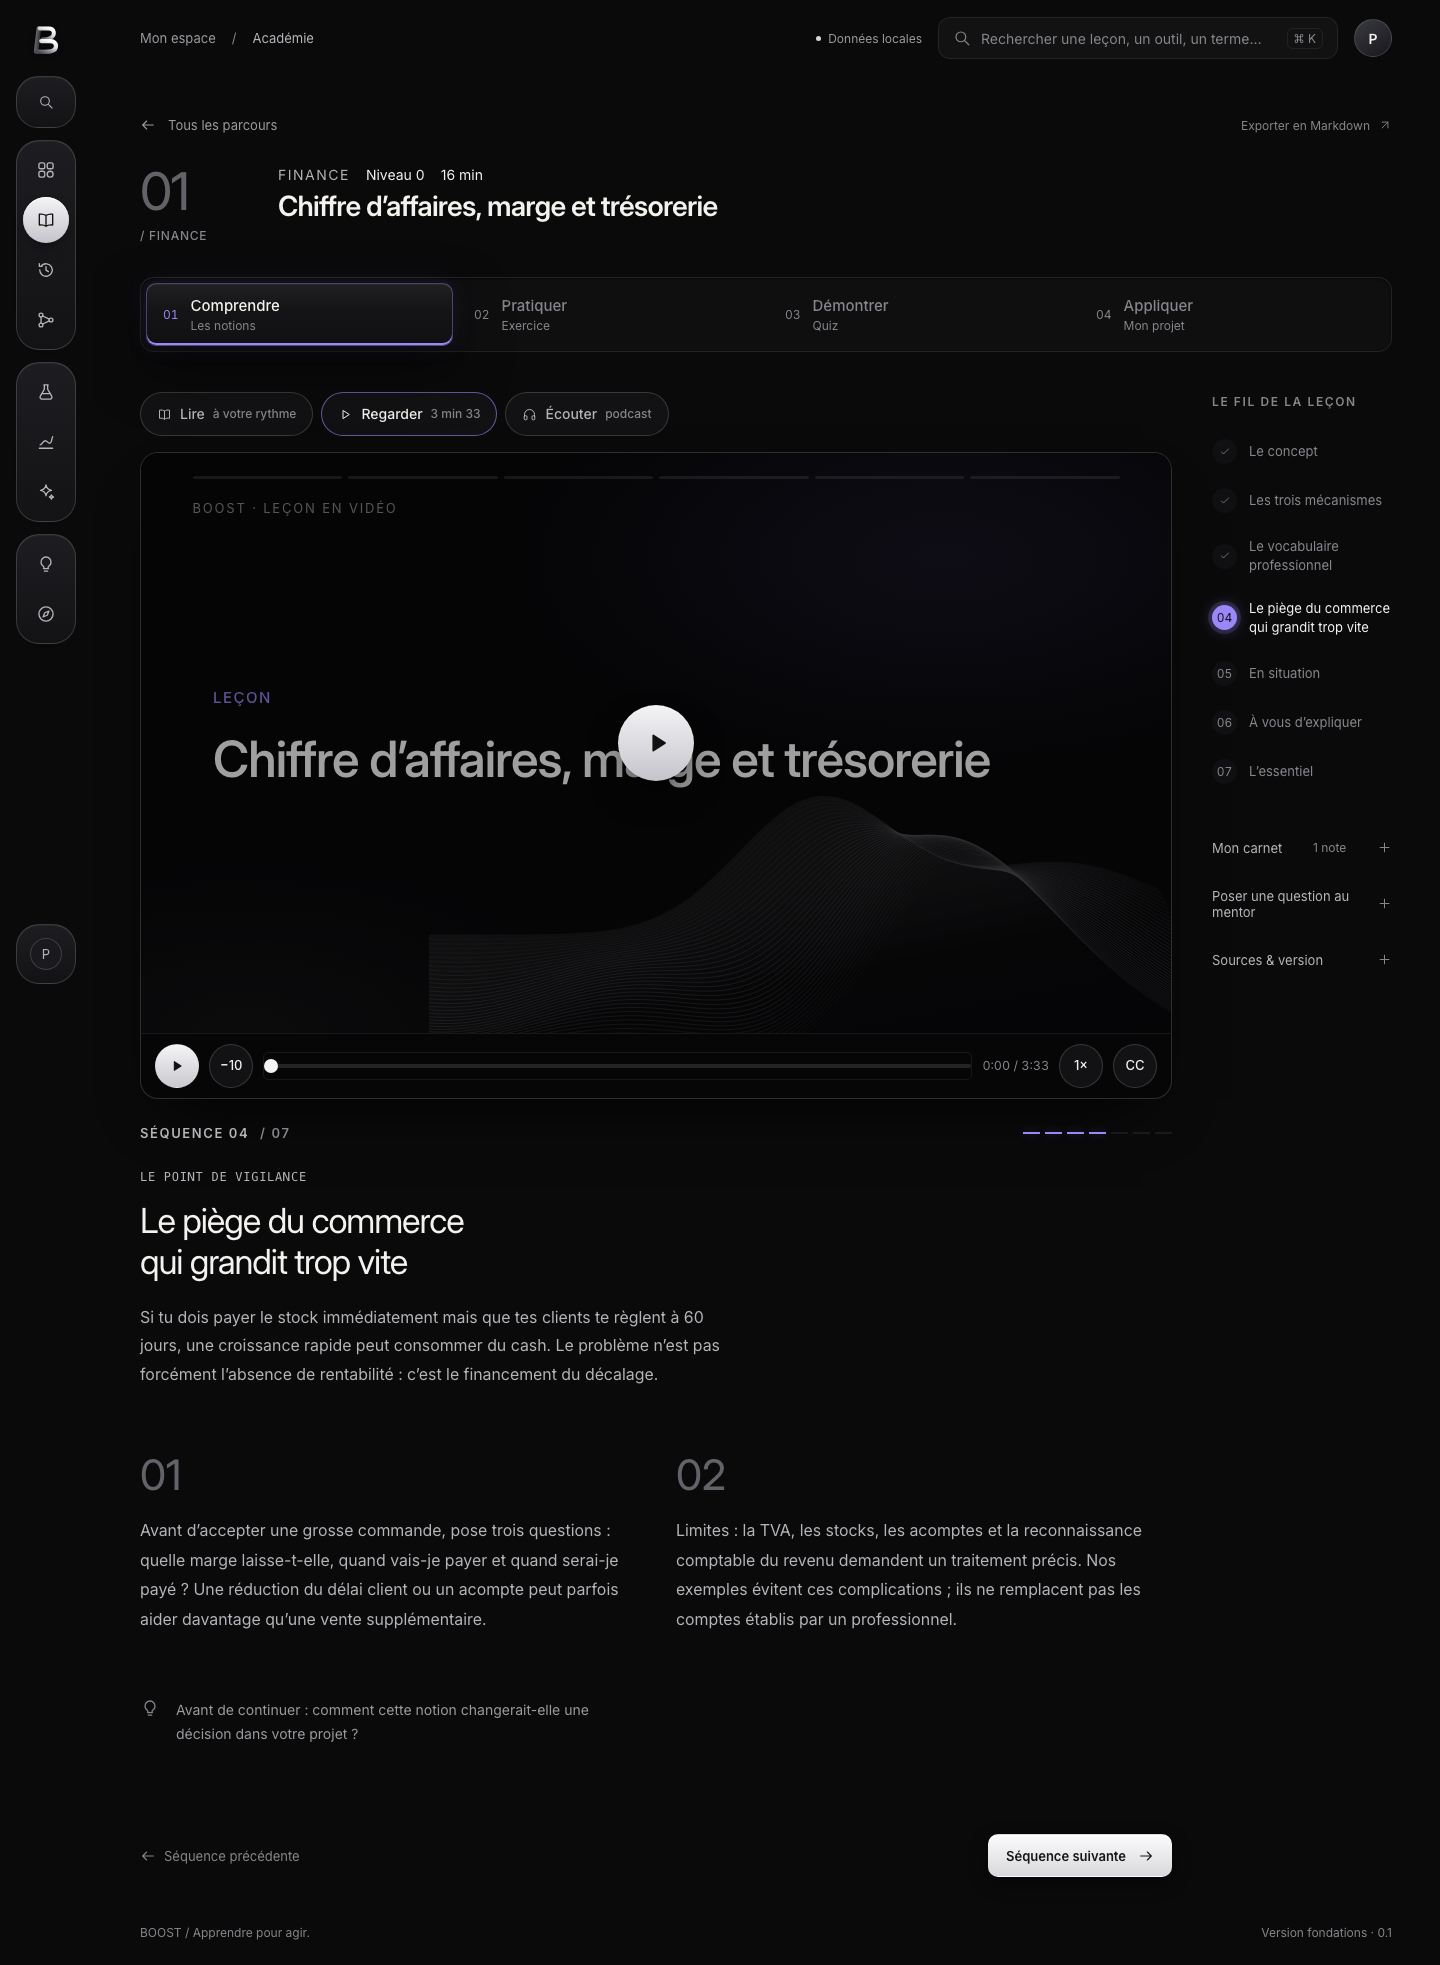 B
Mon espace / Académie
Données locales
Rechercher une leçon, un outil, un terme...
⌘ K
P
← Tous les parcours
Exporter en Markdown ↗
01
/ FINANCE
FINANCE Niveau 0 16 min
Chiffre d’affaires, marge et trésorerie
01 Comprendre
Les notions
02 Pratiquer
Exercice
03 Démontrer
Quiz
04 Appliquer
Mon projet
Lire à votre rythme
Regarder 3 min 33
Écouter podcast
BOOST · LEÇON EN VIDÉO
LEÇON
Chiffre d’affaires, marge et trésorerie
−10
0:00 / 3:33
1×
CC
LE FIL DE LA LEÇON
Le concept
Les trois mécanismes
Le vocabulaire
professionnel
04 Le piège du commerce
qui grandit trop vite
05 En situation
06 À vous d’expliquer
07 L’essentiel
Mon carnet 1 note +
Poser une question au
mentor +
Sources & version +
P
SÉQUENCE 04 / 07
LE POINT DE VIGILANCE
Le piège du commerce
qui grandit trop vite
Si tu dois payer le stock immédiatement mais que tes clients te règlent à 60
jours, une croissance rapide peut consommer du cash. Le problème n’est pas
forcément l’absence de rentabilité : c’est le financement du décalage.
01
Avant d’accepter une grosse commande, pose trois questions :
quelle marge laisse-t-elle, quand vais-je payer et quand serai-je
payé ? Une réduction du délai client ou un acompte peut parfois
aider davantage qu’une vente supplémentaire.
02
Limites : la TVA, les stocks, les acomptes et la reconnaissance
comptable du revenu demandent un traitement précis. Nos
exemples évitent ces complications ; ils ne remplacent pas les
comptes établis par un professionnel.
Avant de continuer : comment cette notion changerait-elle une
décision dans votre projet ?
← Séquence précédente
Séquence suivante →
BOOST / Apprendre pour agir.
Version fondations · 0.1